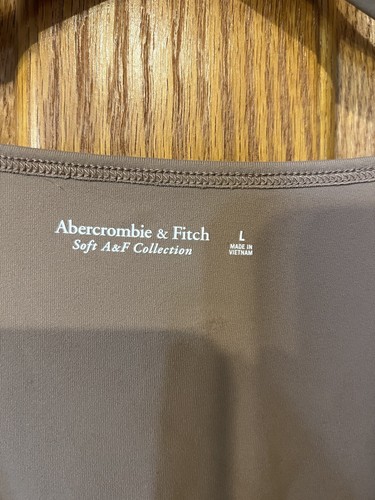 Abercrombie & Fitch
Soft A&F Collection
L
MADE IN
VIETNAM